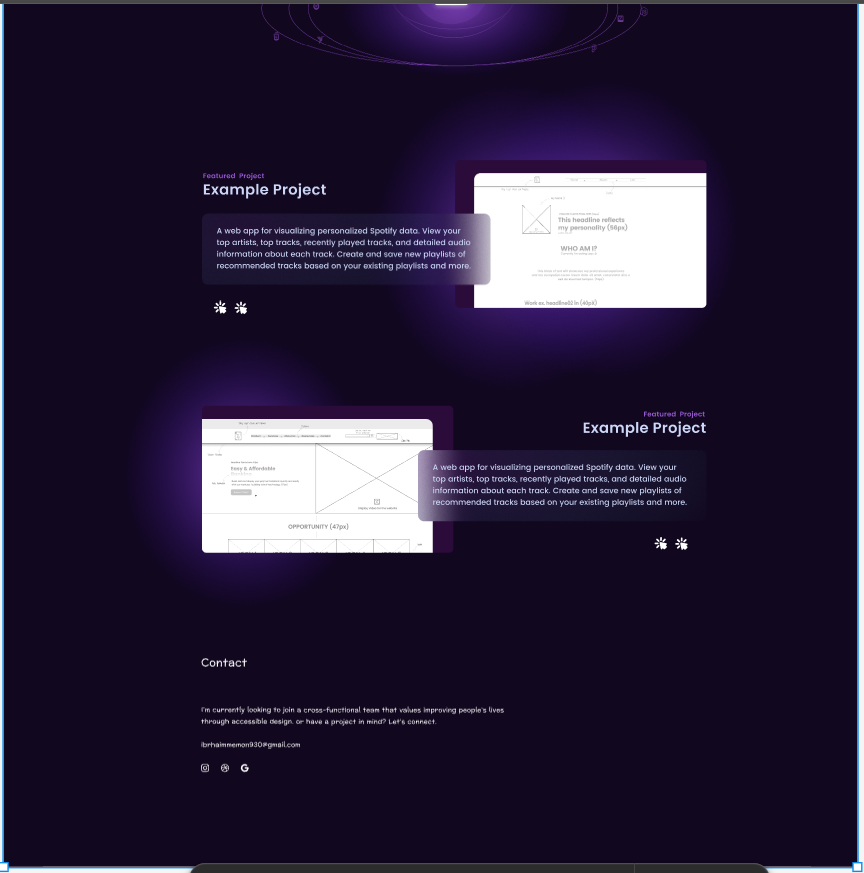 Featured Project
Example Project
A web app for visualizing personalized Spotify data. View your
top artists, top tracks, recently played tracks, and detailed audio
information about each track. Create and save new playlists of
recommended tracks based on your existing playlists and more.
This headline reflects
my personality (56px)
WHO AM I?
Work ex. headline02 in (40pX)
Featured Project
Example Project
A web app for visualizing personalized Spotify data. View your
top artists, top tracks, recently played tracks, and detailed audio
information about each track. Create and save new playlists of
recommended tracks based on your existing playlists and more.
Easy & Affordable
OPPORTUNITY (47px)
Contact
I'm currently looking to join a cross-functional team that values improving people's lives
through accessible design. or have a project in mind? Let's connect.
ibrhaimmemon930@gmail.com